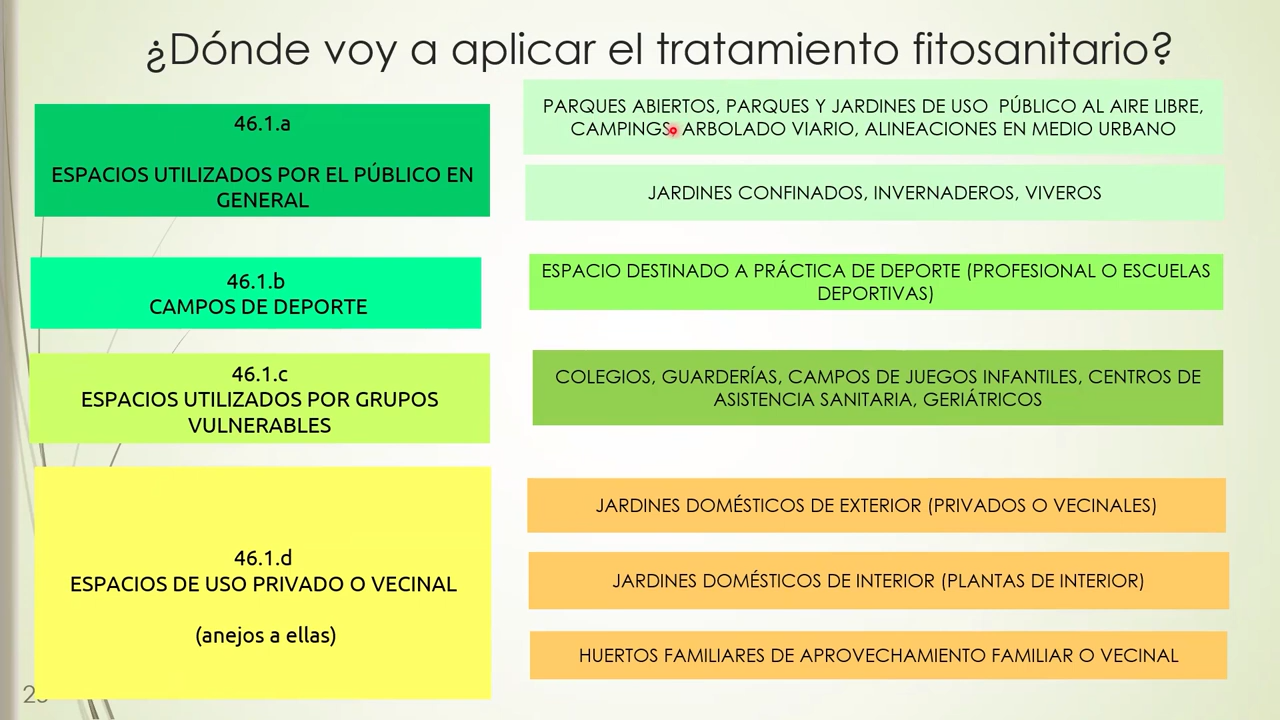 ¿Dónde voy a aplicar el tratamiento fitosanitario?
46.1.a
ESPACIOS UTILIZADOS POR EL PÚBLICO EN
GENERAL
PARQUES ABIERTOS, PARQUES Y JARDINES DE USO PÚBLICO AL AIRE LIBRE,
CAMPINGS, ARBOLADO VIARIO, ALINEACIONES EN MEDIO URBANO
JARDINES CONFINADOS, INVERNADEROS, VIVEROS
46.1.b
CAMPOS DE DEPORTE
ESPACIO DESTINADO A PRÁCTICA DE DEPORTE (PROFESIONAL O ESCUELAS
DEPORTIVAS)
46.1.c
ESPACIOS UTILIZADOS POR GRUPOS
VULNERABLES
COLEGIOS, GUARDERÍAS, CAMPOS DE JUEGOS INFANTILES, CENTROS DE
ASISTENCIA SANITARIA, GERIÁTRICOS
46.1.d
ESPACIOS DE USO PRIVADO O VECINAL
(anejos a ellas)
JARDINES DOMÉSTICOS DE EXTERIOR (PRIVADOS O VECINALES)
JARDINES DOMÉSTICOS DE INTERIOR (PLANTAS DE INTERIOR)
HUERTOS FAMILIARES DE APROVECHAMIENTO FAMILIAR O VECINAL